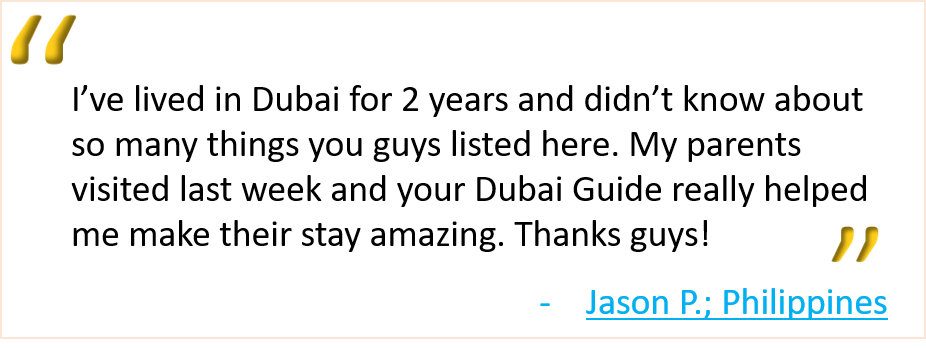 “
I’ve lived in Dubai for 2 years and didn’t know about
so many things you guys listed here. My parents
visited last week and your Dubai Guide really helped
me make their stay amazing. Thanks guys!
”
- Jason P.; Philippines